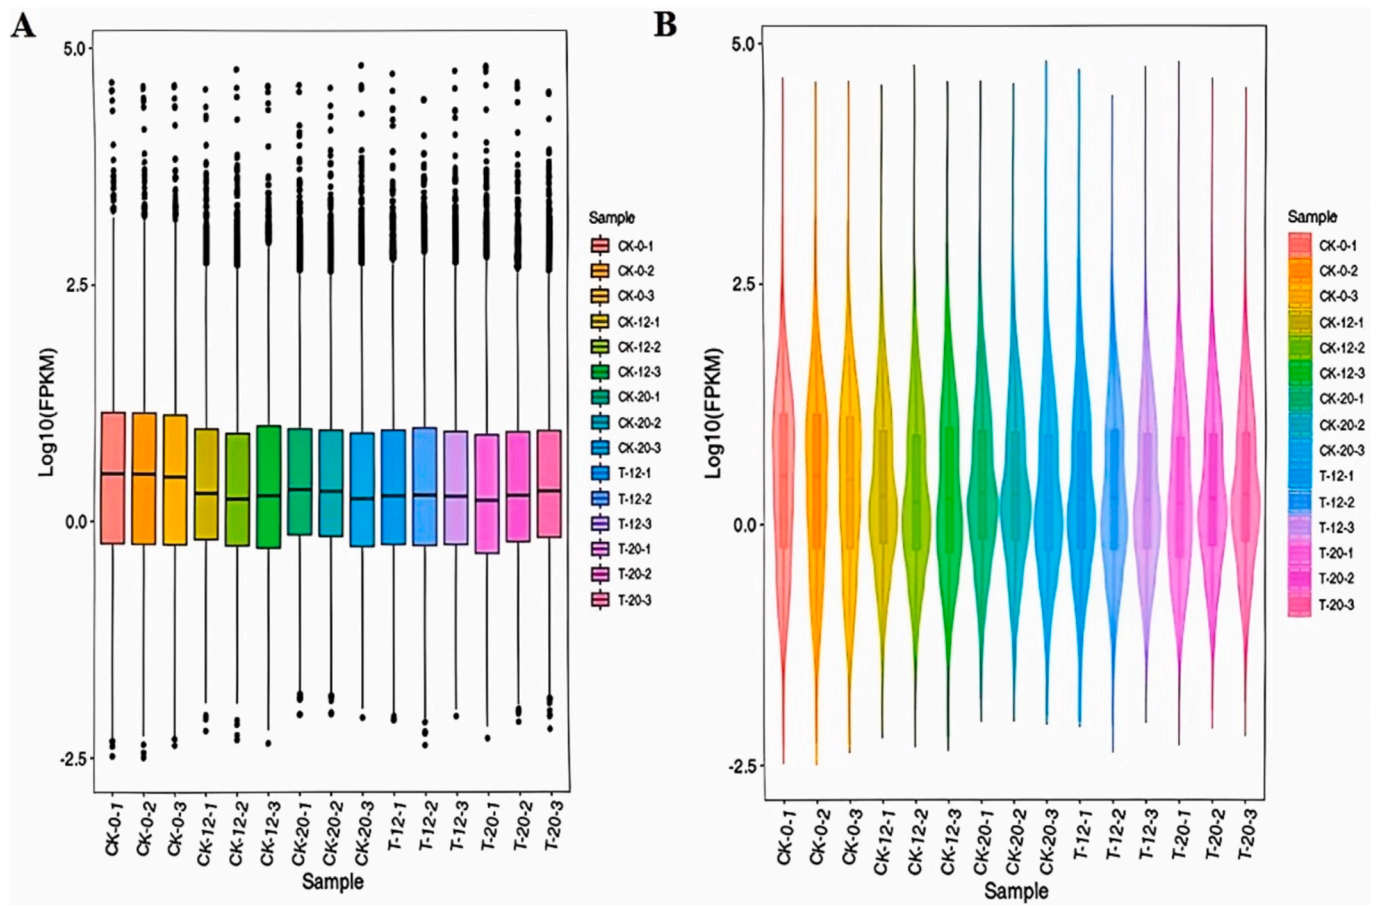 A
5.0
2.5
0.0
-2.5
Log10(FPKM)
CK-0-1
CK-0-2
CK-0-3
CK-12-1
CK-12-2
CK-12-3
CK-20-1
CK-20-2
CK-20-3
T-12-1
T-12-2
T-12-3
T-20-1
T-20-2
T-20-3
Sample
Sample
CK-0-1
CK-0-2
CK-0-3
CK-12-1
CK-12-2
CK-12-3
CK-20-1
CK-20-2
CK-20-3
T-12-1
T-12-2
T-12-3
T-20-1
T-20-2
T-20-3
B
5.0
2.5
0.0
-2.5
Log10(FPKM)
CK-0-1
CK-0-2
CK-0-3
CK-12-1
CK-12-2
CK-12-3
CK-20-1
CK-20-2
CK-20-3
T-12-1
T-12-2
T-12-3
T-20-1
T-20-2
T-20-3
Sample
Sample
CK-0-1
CK-0-2
CK-0-3
CK-12-1
CK-12-2
CK-12-3
CK-20-1
CK-20-2
CK-20-3
T-12-1
T-12-2
T-12-3
T-20-1
T-20-2
T-20-3